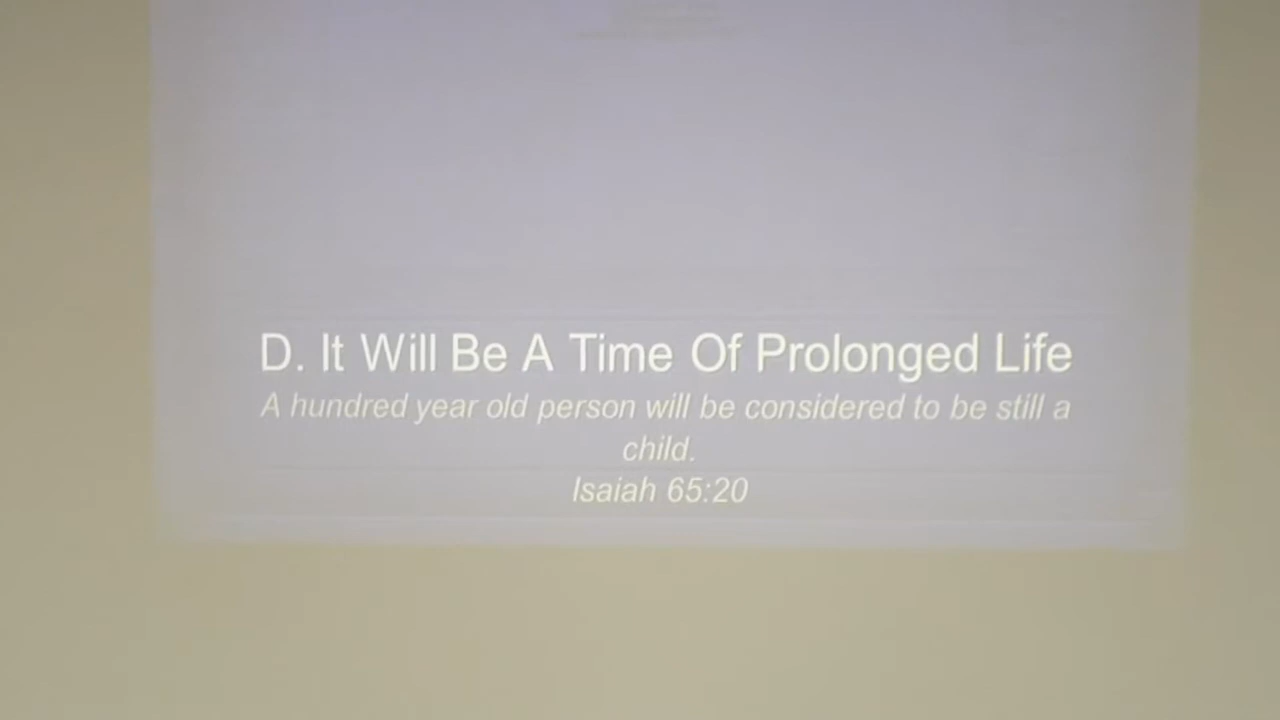 D. It Will Be A Time Of Prolonged Life
A hundred year old person will be considered to be still a
child.
Isaiah 65:20